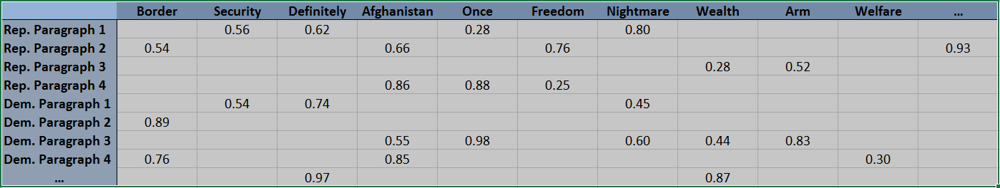 Border Security Definitely Afghanistan Once Freedom Nightmare Wealth Arm Welfare ...
Rep. Paragraph 1 0.56 0.62 0.28 0.80
Rep. Paragraph 2 0.54 0.66 0.76 0.93
Rep. Paragraph 3 0.28 0.52
Rep. Paragraph 4 0.86 0.88 0.25
Dem. Paragraph 1 0.54 0.74 0.45
Dem. Paragraph 2 0.89
Dem. Paragraph 3 0.55 0.98 0.60 0.44 0.83
Dem. Paragraph 4 0.76 0.85 0.30
... 0.97 0.87